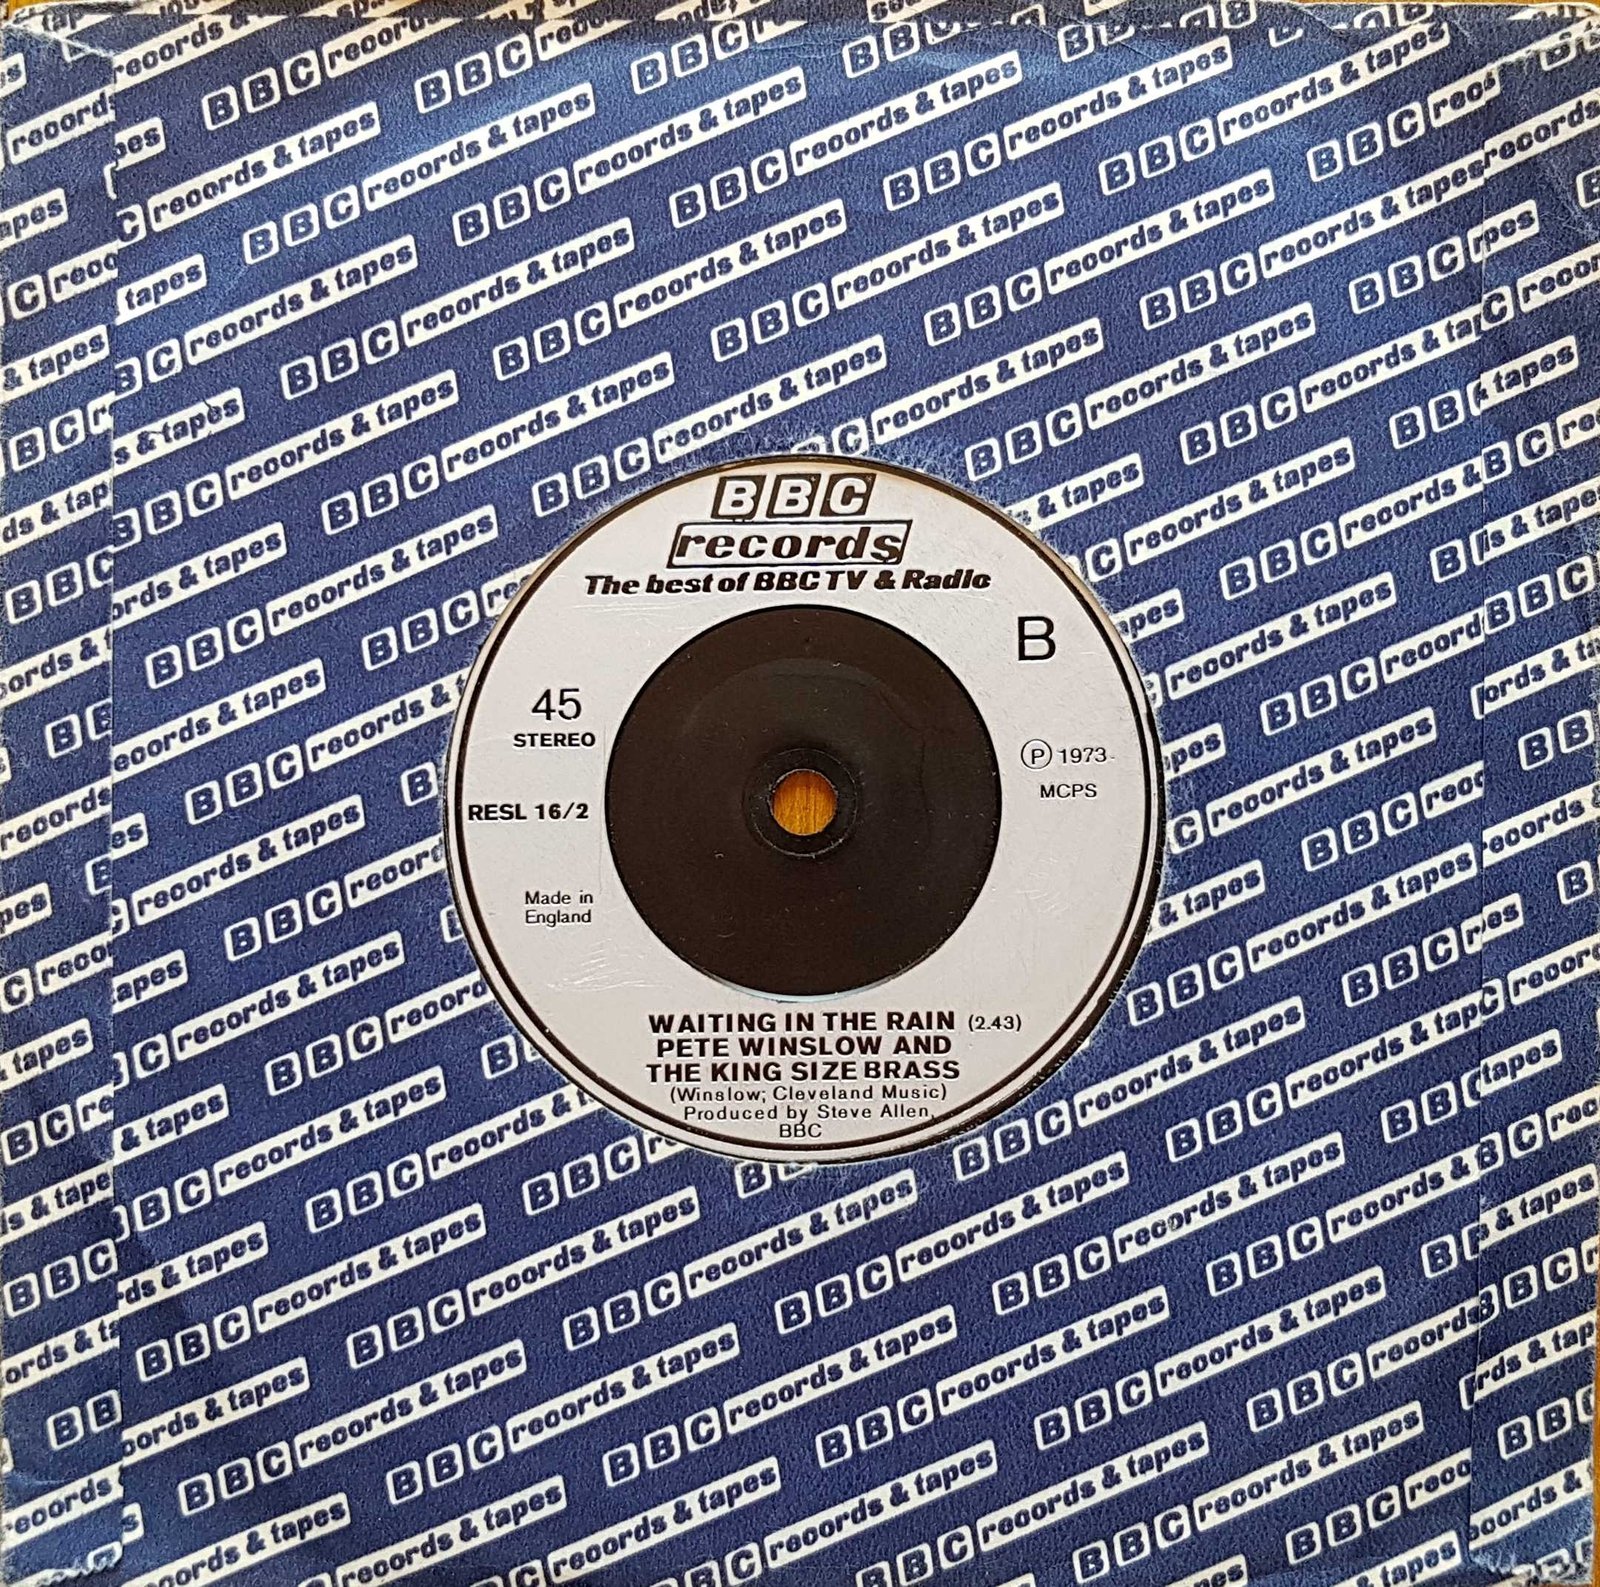 BBC
records
The best of BBC TV & Radio
B
45
STEREO
℗ 1973
MCPS
RESL 16/2
Made in
England
WAITING IN THE RAIN (2.43)
PETE WINSLOW AND
THE KING SIZE BRASS
(Winslow; Cleveland Music)
Produced by Steve Allen,
BBC
BBC records & tapes